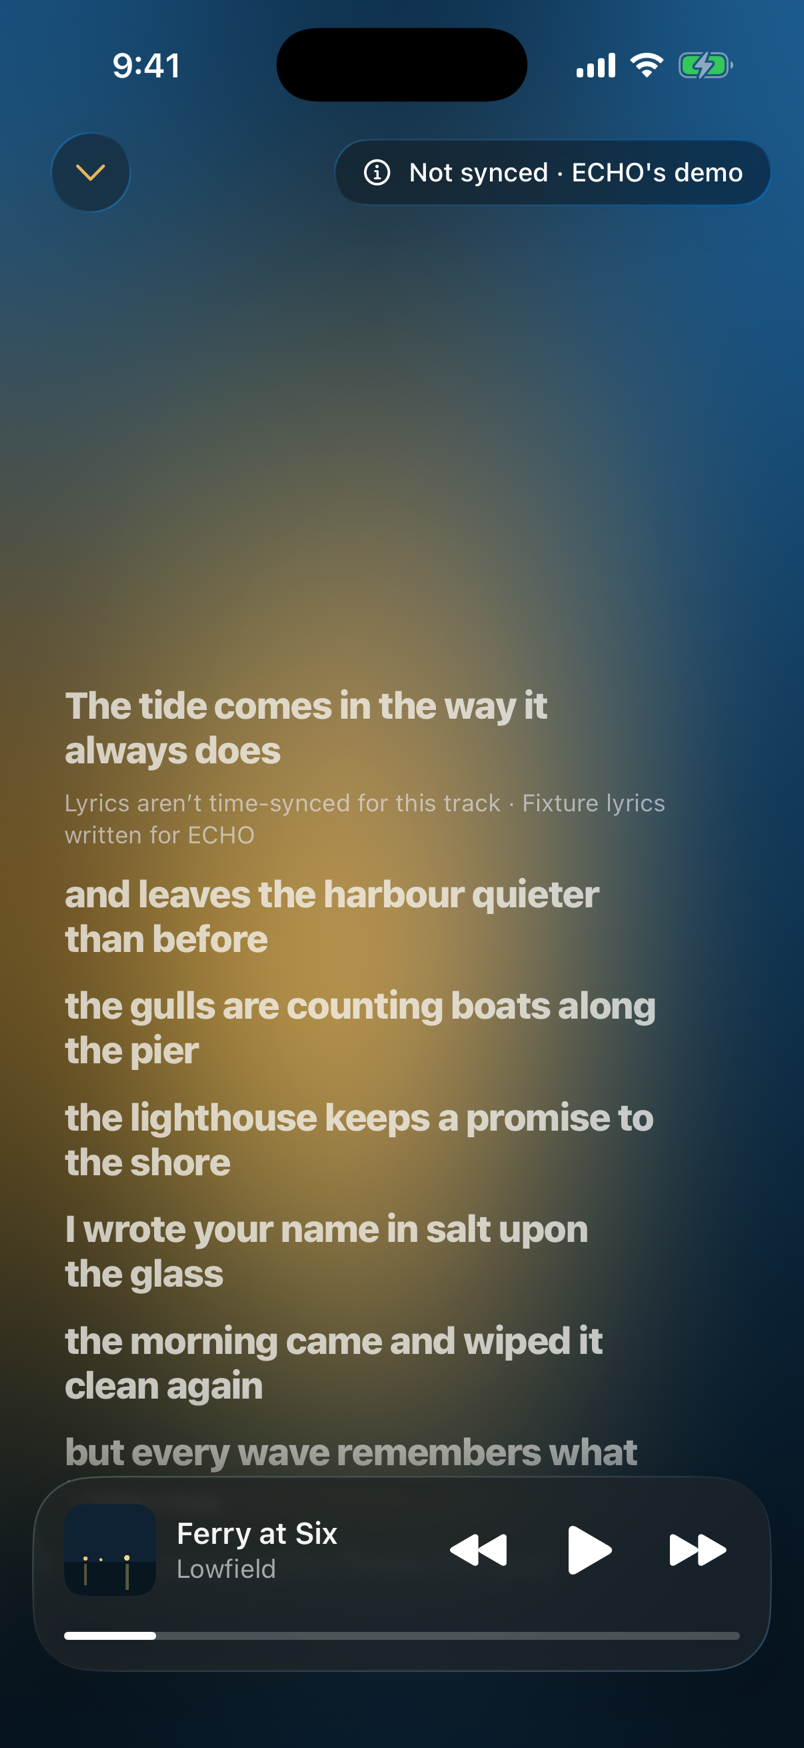 9:41
Not synced · ECHO's demo
The tide comes in the way it
always does
Lyrics aren’t time-synced for this track · Fixture lyrics
written for ECHO
and leaves the harbour quieter
than before
the gulls are counting boats along
the pier
the lighthouse keeps a promise to
the shore
I wrote your name in salt upon
the glass
the morning came and wiped it
clean again
but every wave remembers what
Ferry at Six
Lowfield